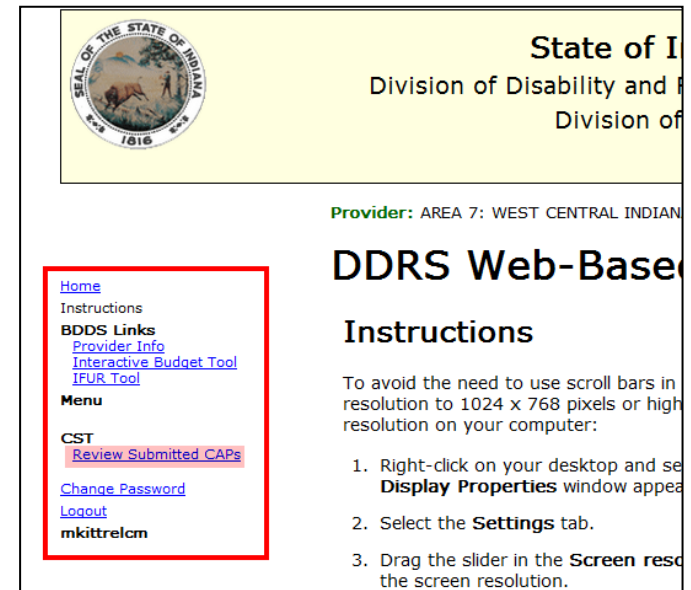 SEAL OF THE STATE OF INDIANA
1816
State of I
Division of Disability and
Division of
Provider: AREA 7: WEST CENTRAL INDIAN
DDRS Web-Based
Home
Instructions
BDDS Links
Provider Info
Interactive Budget Tool
IFUR Tool
Menu
CST
Review Submitted CAPs
Change Password
Logout
mkittrelcm
Instructions
To avoid the need to use scroll bars in
resolution to 1024 x 768 pixels or high
resolution on your computer:
1. Right-click on your desktop and se
Display Properties window appea
2. Select the Settings tab.
3. Drag the slider in the Screen reso
the screen resolution.